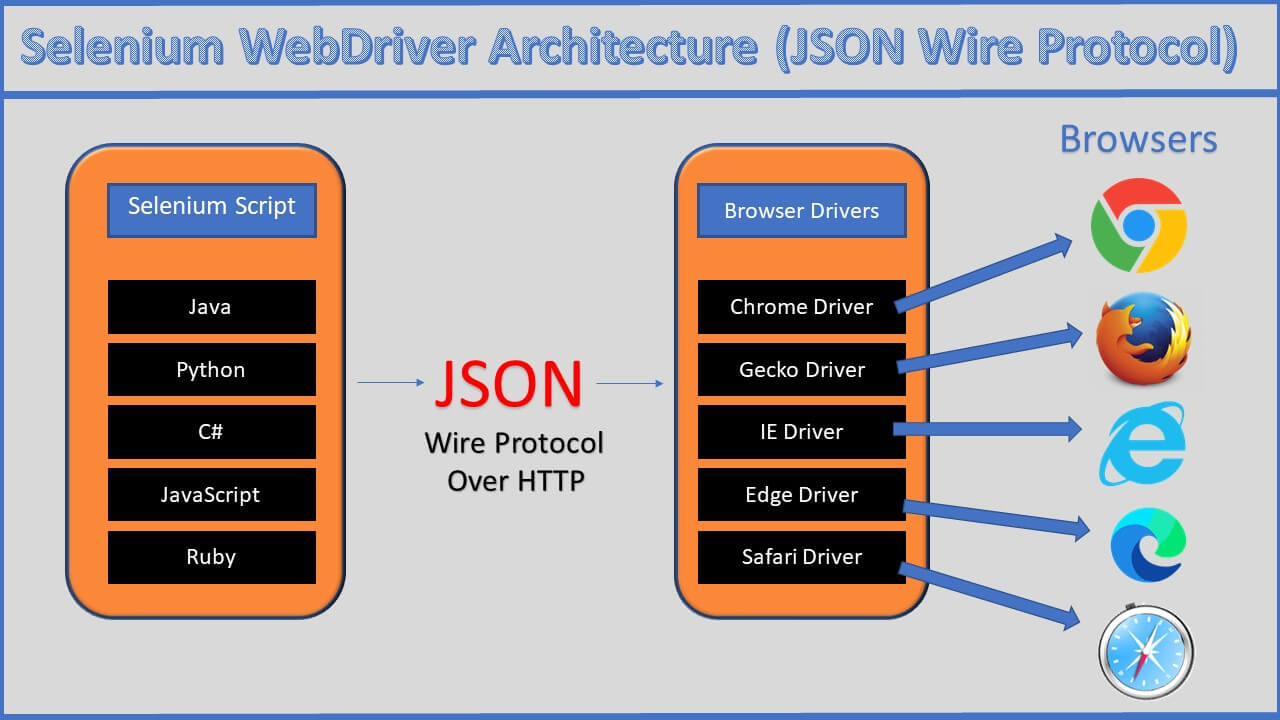 Selenium WebDriver Architecture (JSON Wire Protocol)
Selenium Script
Java
Python
C#
JavaScript
Ruby
JSON
Wire Protocol
Over HTTP
Browser Drivers
Chrome Driver
Gecko Driver
IE Driver
Edge Driver
Safari Driver
Browsers